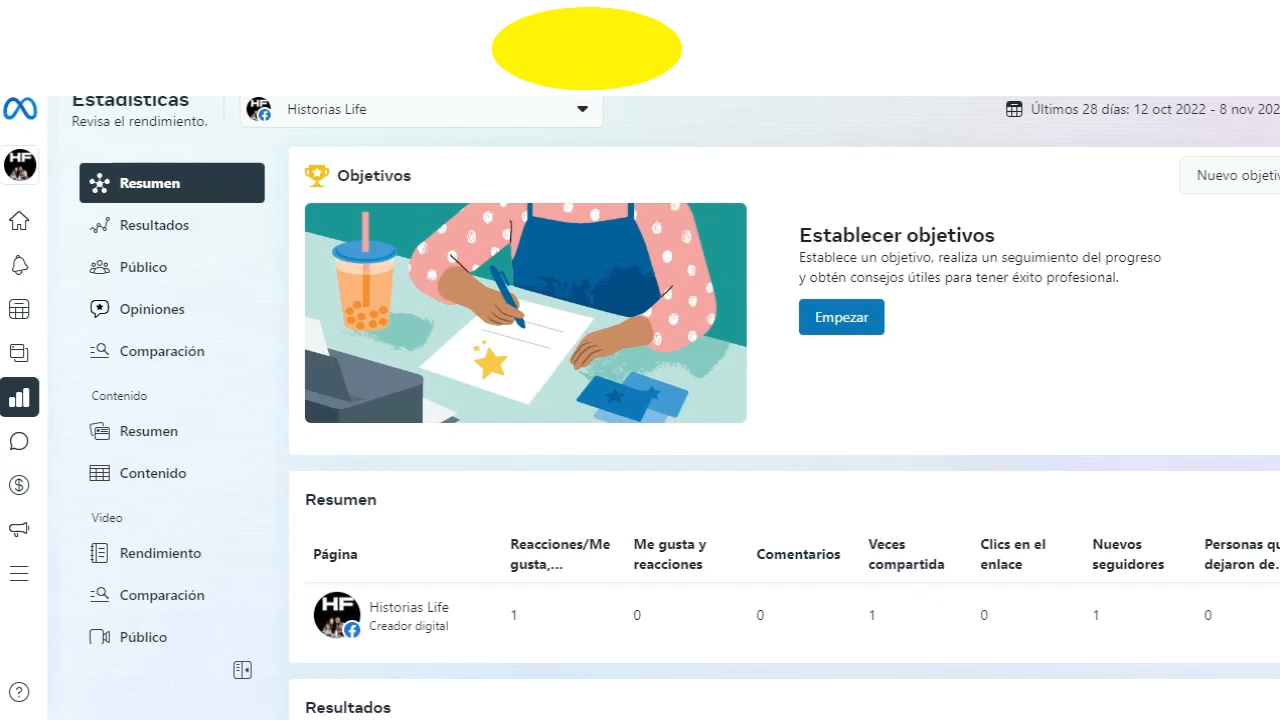 Estadísticas
Revisa el rendimiento.
HF
Historias Life
Últimos 28 días: 12 oct 2022 - 8 nov 202
HF
Resumen
Resultados
Público
Opiniones
Comparación
Contenido
Resumen
Contenido
Video
Rendimiento
Comparación
Público
Objetivos
Nuevo objetiv
Establecer objetivos
Establece un objetivo, realiza un seguimiento del progreso
y obtén consejos útiles para tener éxito profesional.
Empezar
Resumen
Página
Reacciones/Me
gusta,...
Me gusta y
reacciones
Comentarios
Veces
compartida
Clics en el
enlace
Nuevos
seguidores
Personas qu
dejaron de.
HF
Historias Life
Creador digital
1
0
0
1
0
1
0
Resultados